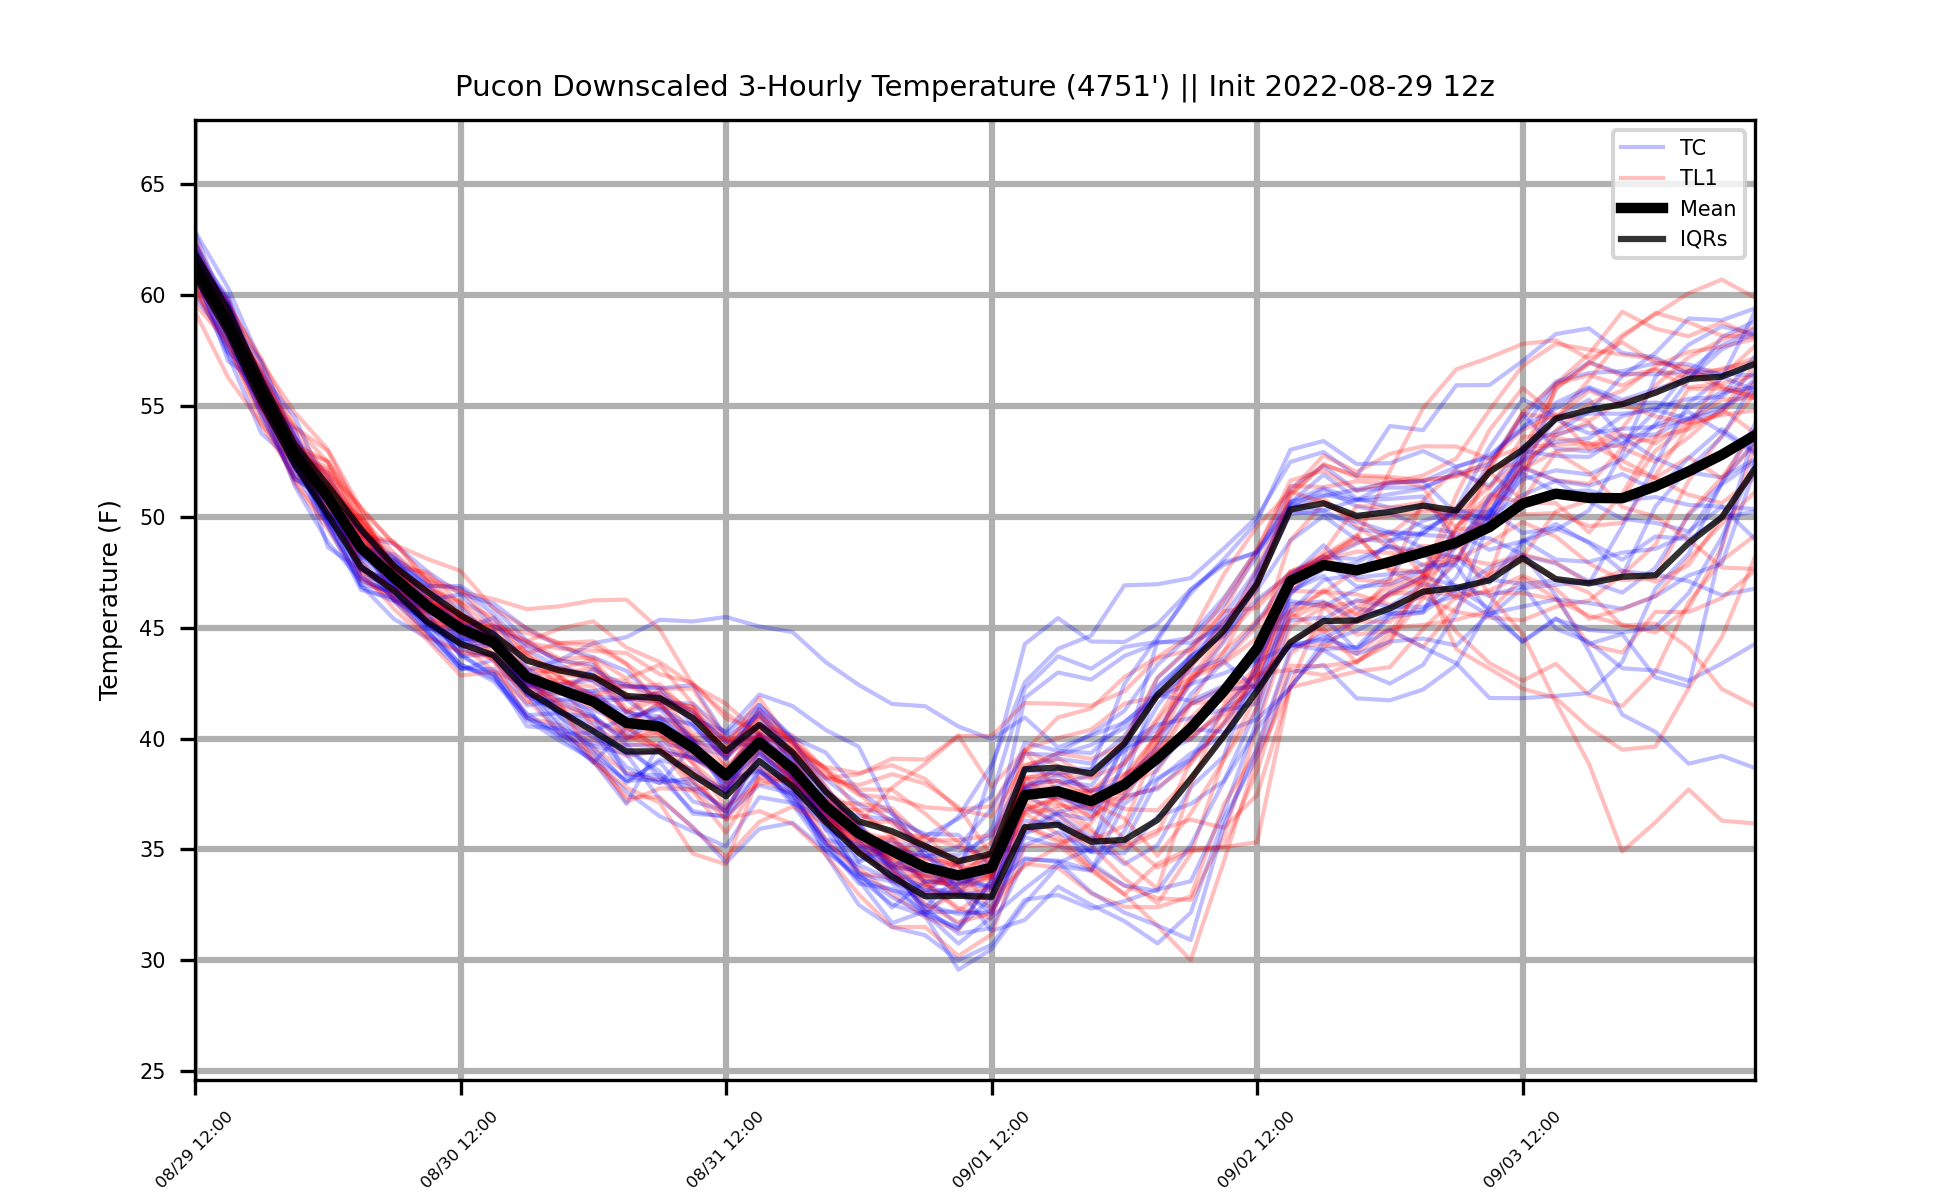 Pucon Downscaled 3-Hourly Temperature (4751') || Init 2022-08-29 12z
TC
TL1
Mean
IQRs
Temperature (F)
65
60
55
50
45
40
35
30
25
08/29 12:00
08/30 12:00
08/31 12:00
09/01 12:00
09/02 12:00
09/03 12:00